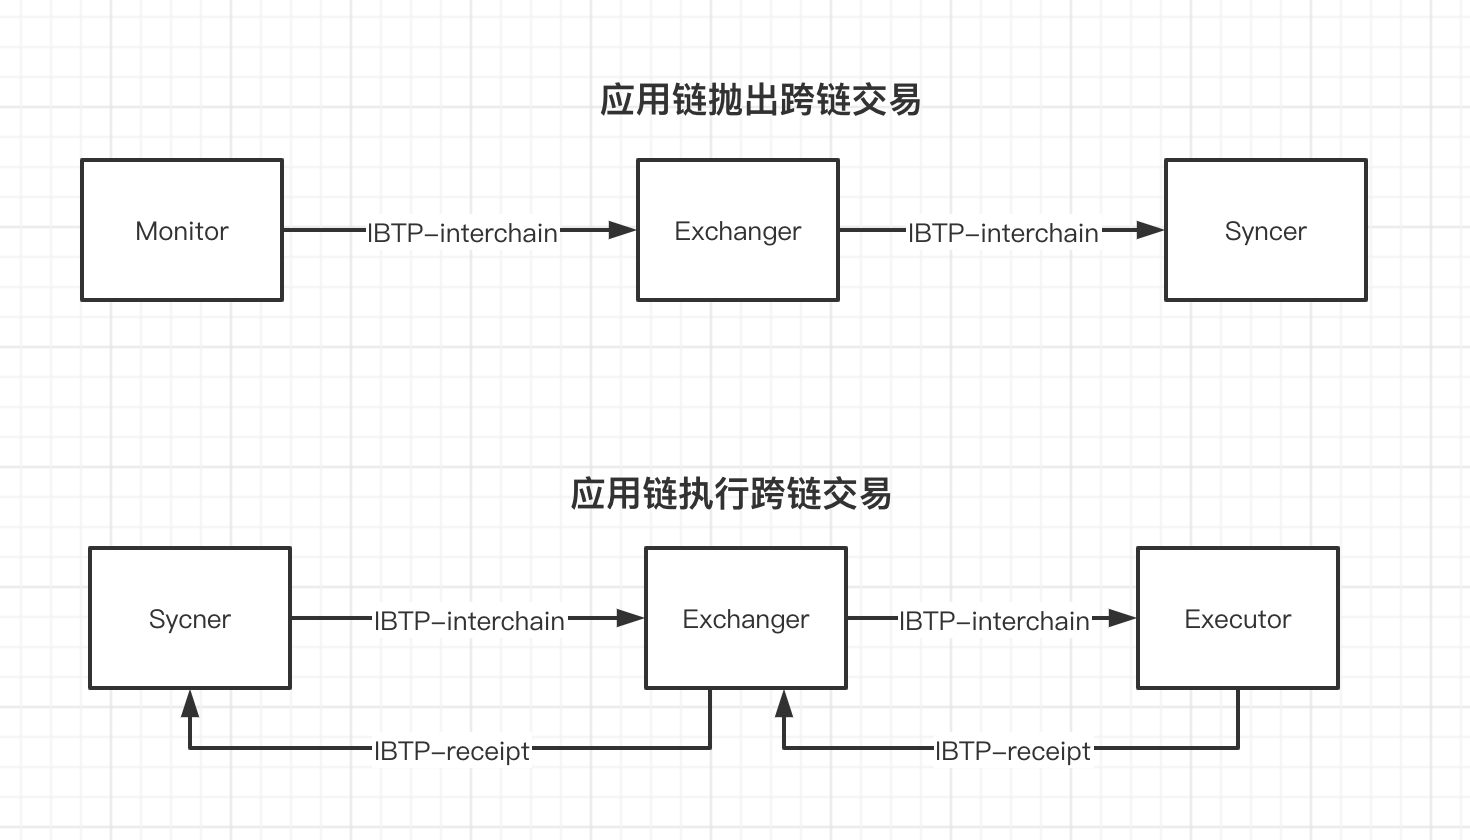 应用链抛出跨链交易
Monitor
IBTP-interchain
Exchanger
IBTP-interchain
Syncer
应用链执行跨链交易
Sycner
IBTP-interchain
Exchanger
IBTP-interchain
Executor
IBTP-receipt
IBTP-receipt